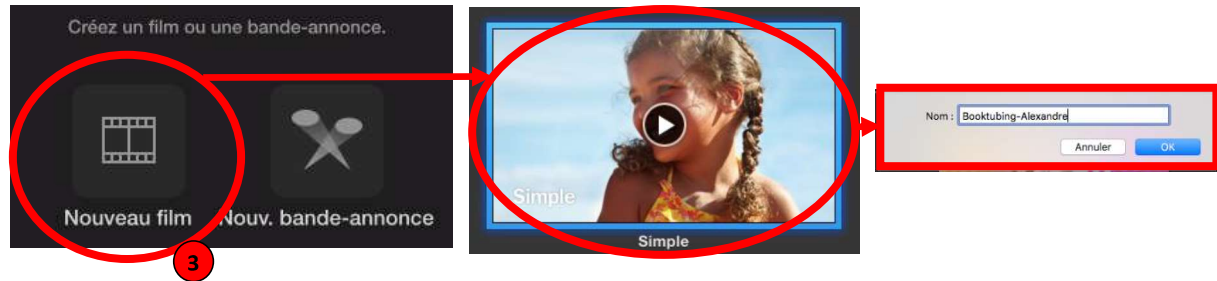 Créez un film ou une bande-annonce.
Nouveau film
Nouv. bande-annonce
3
Simple
Simple
Nom : Booktubing-Alexandre
Annuler
OK